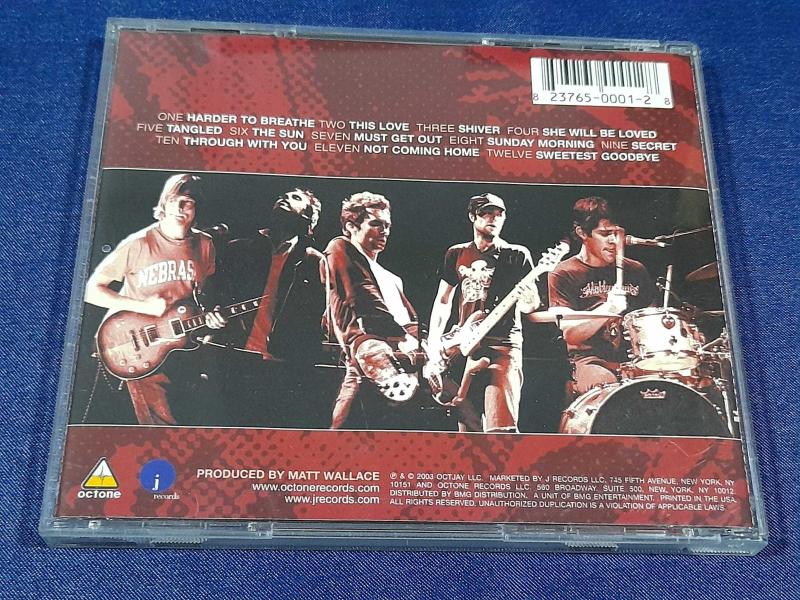 8 23765-0001-2 8
ONE HARDER TO BREATHE TWO THIS LOVE THREE SHIVER FOUR SHE WILL BE LOVED
FIVE TANGLED SIX THE SUN SEVEN MUST GET OUT EIGHT SUNDAY MORNING NINE SECRET
TEN THROUGH WITH YOU ELEVEN NOT COMING HOME TWELVE SWEETEST GOODBYE
NEBRAS
REMO
octone
j
records
PRODUCED BY MATT WALLACE
www.octonerecords.com
www.jrecords.com
℗ & © 2003 OCTJAY LLC. MARKETED BY J RECORDS LLC, 745 FIFTH AVENUE, NEW YORK, NY
10151 AND OCTONE RECORDS LLC. 560 BROADWAY, SUITE 500, NEW YORK, NY 10012.
DISTRIBUTED BY BMG DISTRIBUTION. A UNIT OF BMG ENTERTAINMENT. PRINTED IN THE USA.
ALL RIGHTS RESERVED. UNAUTHORIZED DUPLICATION IS A VIOLATION OF APPLICABLE LAWS.